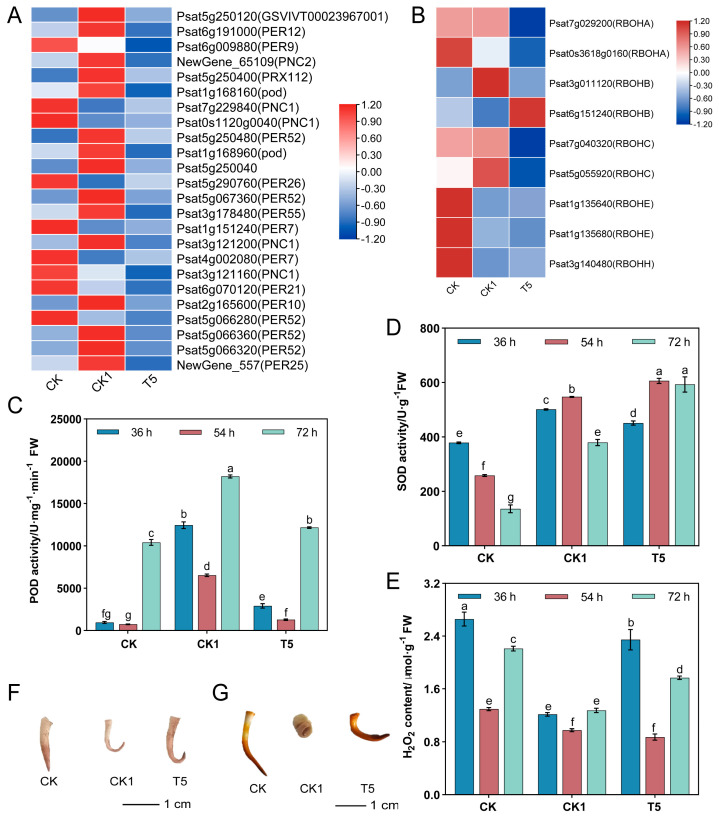 A
Psat5g250120(GSVIVT00023967001)
Psat6g191000(PER12)
Psat6g009880(PER9)
NewGene_65109(PNC2)
Psat5g250400(PRX112)
Psat1g168160(pod)
Psat7g229840(PNC1)
Psat0s1120g0040(PNC1)
Psat5g250480(PER52)
Psat1g168960(pod)
Psat5g250040
Psat5g290760(PER26)
Psat5g067360(PER52)
Psat3g178480(PER55)
Psat1g151240(PER7)
Psat3g121200(PNC1)
Psat4g002080(PER7)
Psat3g121160(PNC1)
Psat6g070120(PER21)
Psat2g165600(PER10)
Psat5g066280(PER52)
Psat5g066360(PER52)
Psat5g066320(PER52)
NewGene_557(PER25)
CK CK1 T5
1.20
0.90
0.60
0.30
0.00
-0.30
-0.60
-0.90
-1.20
B
Psat7g029200(RBOHA)
Psat0s3618g0160(RBOHA)
Psat3g011120(RBOHB)
Psat6g151240(RBOHB)
Psat7g040320(RBOHC)
Psat5g055920(RBOHC)
Psat1g135640(RBOHE)
Psat1g135680(RBOHE)
Psat3g140480(RBOHH)
CK CK1 T5
1.20
0.90
0.60
0.30
0.00
-0.30
-0.60
-0.90
-1.20
C
POD activity/U·mg⁻¹·min⁻¹ FW
25000
20000
15000
10000
5000
0
36 h 54 h 72 h
fg g c b d a e f b
CK CK1 T5
D
SOD activity/U·g⁻¹FW
800
600
400
200
0
36 h 54 h 72 h
e f g c b e d a a
CK CK1 T5
E
H₂O₂ content/ μmol·g⁻¹ FW
3.2
2.4
1.6
0.8
0.0
36 h 54 h 72 h
a e c e f e b f d
CK CK1 T5
F
CK CK1 T5
1 cm
G
CK CK1 T5
1 cm